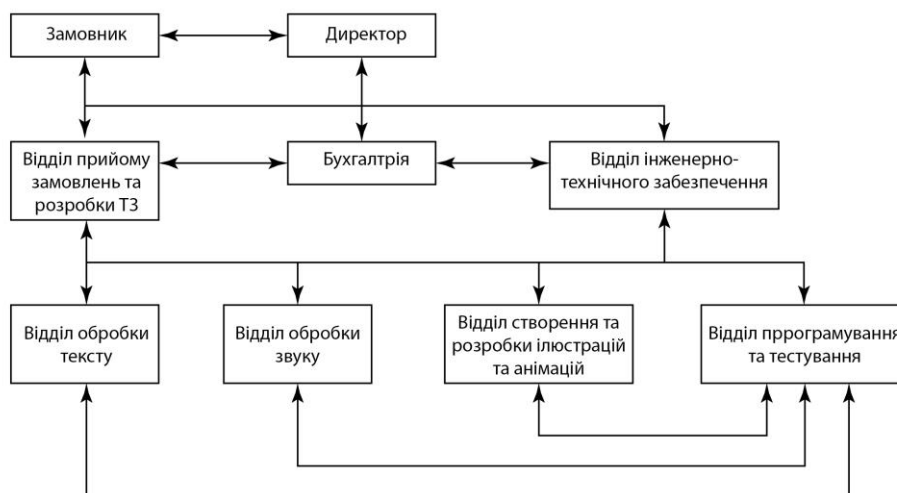 Замовник
Директор
Відділ прийому
замовлень та
розробки ТЗ
Бухгалтрія
Відділ інженерно-
технічного забезпечення
Відділ обробки
тексту
Відділ обробки
звуку
Відділ створення та
розробки ілюстрацій
та анімацій
Відділ пррограмування
та тестування